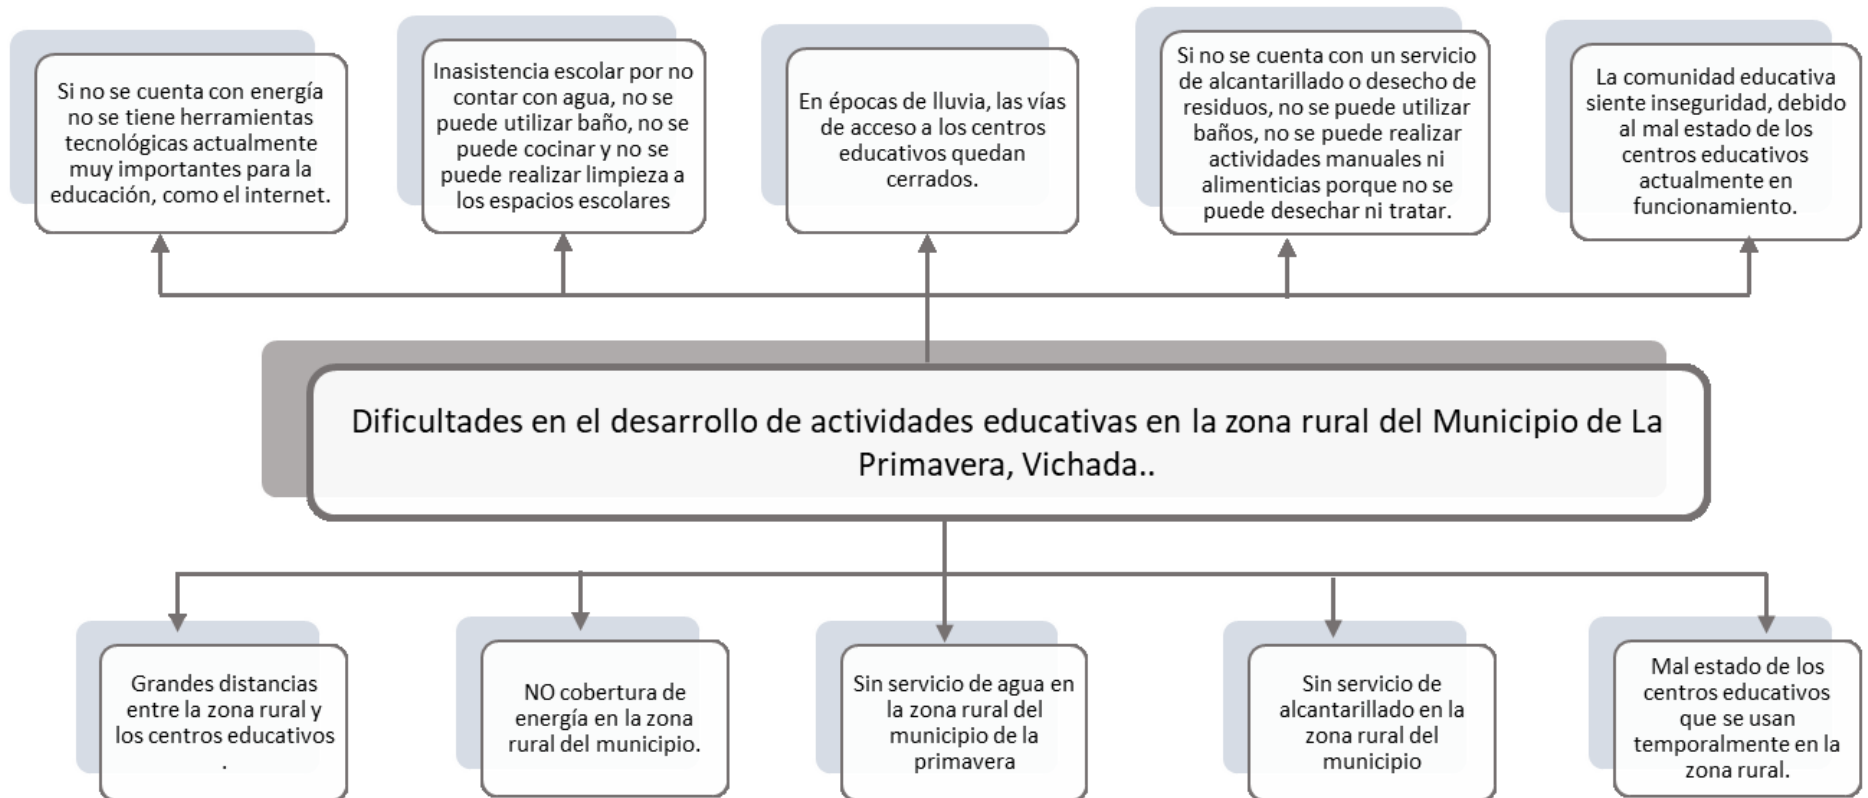 Si no se cuenta con energía
no se tiene herramientas
tecnológicas actualmente
muy importantes para la
educación, como el internet.
Inasistencia escolar por no
contar con agua, no se
puede utilizar baño, no se
puede cocinar y no se
puede realizar limpieza a
los espacios escolares
En épocas de lluvia, las vías
de acceso a los centros
educativos quedan
cerrados.
Si no se cuenta con un servicio
de alcantarillado o desecho de
residuos, no se puede utilizar
baños, no se puede realizar
actividades manuales ni
alimenticias porque no se
puede desechar ni tratar.
La comunidad educativa
siente inseguridad, debido
al mal estado de los
centros educativos
actualmente en
funcionamiento.
Dificultades en el desarrollo de actividades educativas en la zona rural del Municipio de La
Primavera, Vichada..
Grandes distancias
entre la zona rural y
los centros educativos
.
NO cobertura de
energía en la zona
rural del municipio.
Sin servicio de agua en
la zona rural del
municipio de la
primavera
Sin servicio de
alcantarillado en la
zona rural del
municipio
Mal estado de los
centros educativos
que se usan
temporalmente en la
zona rural.